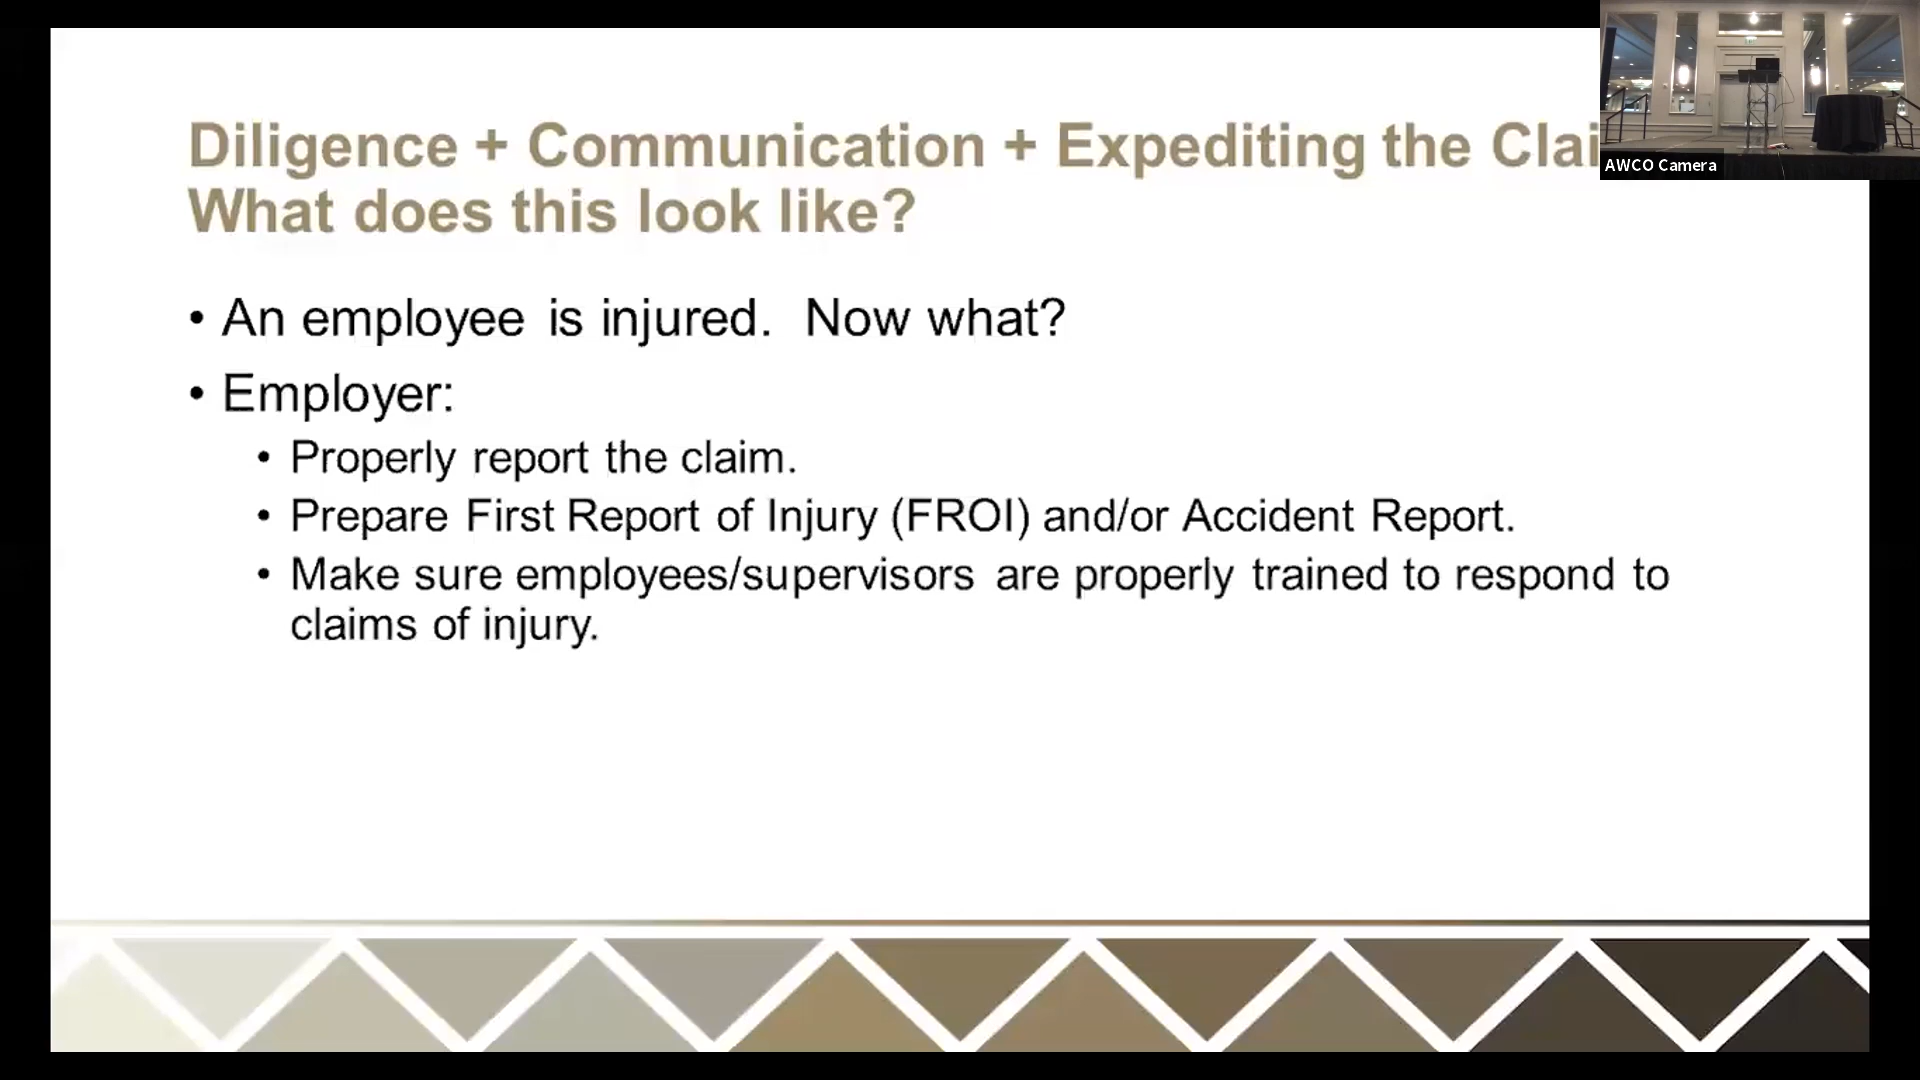 Diligence + Communication + Expediting the
What does this look like?
• An employee is injured. Now what?
• Employer:
• Properly report the claim.
• Prepare First Report of Injury (FROI) and/or Accident Report.
• Make sure employees/supervisors are properly trained to respond to
claims of injury.
AWCO Camera